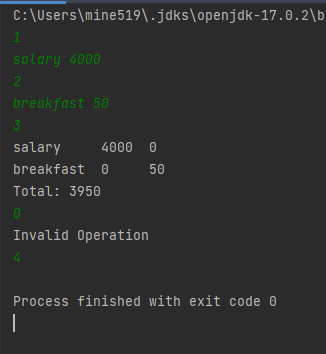 C:\Users\mine519\.jdks\openjdk-17.0.2\b
1
salary 4000
2
breakfast 50
3
salary 4000 0
breakfast 0 50
Total: 3950
0
Invalid Operation
4
Process finished with exit code 0